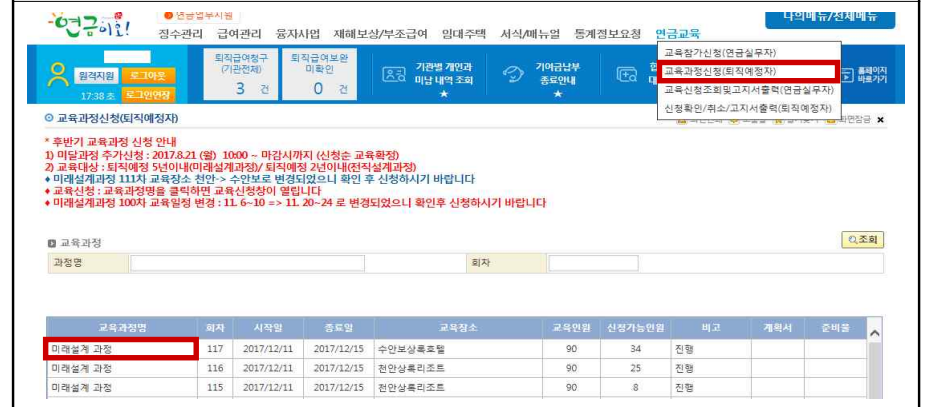 연금이요!
연금업무지원
나의메뉴/전체메뉴
징수관리 급여관리 융자사업 재해보상/부조급여 임대주택 서식/매뉴얼 통계정보요청 연금교육
원격지원 로그아웃
17:38 초 로그인연장
퇴직급여청구
(기관전체)
3 건
퇴직급여보완
미확인
0 건
기관별 개인과
미납 내역 조회
★
기여금납부
종료안내
★
홈페이지
바로가기
교육참가신청(연금실무자)
교육과정신청(퇴직예정자)
교육신청조회및고지서출력(연금실무자)
신청확인/취소/고지서출력(퇴직예정자)
교육과정신청(퇴직예정자)
화면잠금 ×
* 후반기 교육과정 신청 안내
1) 미달과정 추가신청 : 2017.8.21 (월) 10:00 ~ 마감시까지 (신청순 교육확정)
2) 교육대상 : 퇴직예정 5년이내(미래설계과정)/ 퇴직예정 2년이내(전직설계과정)
♦ 미래설계과정 111차 교육장소 천안-> 수안보로 변경되었으니 확인 후 신청하시기 바랍니다
♦ 교육신청 : 교육과정명을 클릭하면 교육신청창이 열립니다
♦ 미래설계과정 100차 교육일정 변경 : 11. 6~10 => 11. 20~24 로 변경되었으니 확인후 신청하시기 바랍니다
교육과정
조회
과정명 회차
교육과정명 회차 시작일 종료일 교육장소 교육인원 신청가능인원 비고 계획서 준비물
미래설계 과정 117 2017/12/11 2017/12/15 수안보상록호텔 90 34 진행
미래설계 과정 116 2017/12/11 2017/12/15 천안상록리조트 90 25 진행
미래설계 과정 115 2017/12/11 2017/12/15 천안상록리조트 90 8 진행